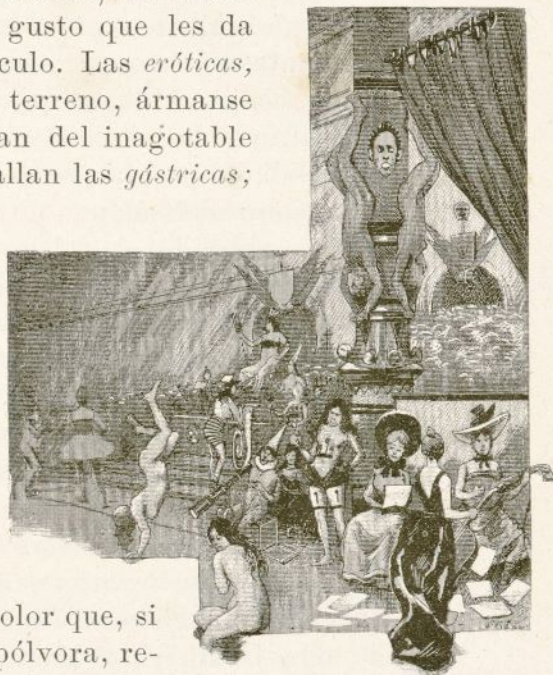 gusto que les da
culo. Las eróticas,
terreno, ármanse
an del inagotable
allan las gástricas;
olor que, si
pólvora, re-